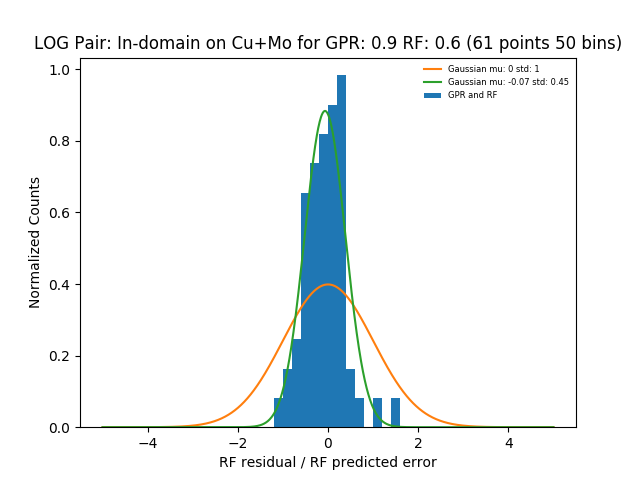 LOG Pair: In-domain on Cu+Mo for GPR: 0.9 RF: 0.6 (61 points 50 bins)
Gaussian mu: 0 std: 1
Gaussian mu: -0.07 std: 0.45
GPR and RF
1.0
0.8
0.6
0.4
0.2
0.0
Normalized Counts
−4
−2
0
2
4
RF residual / RF predicted error